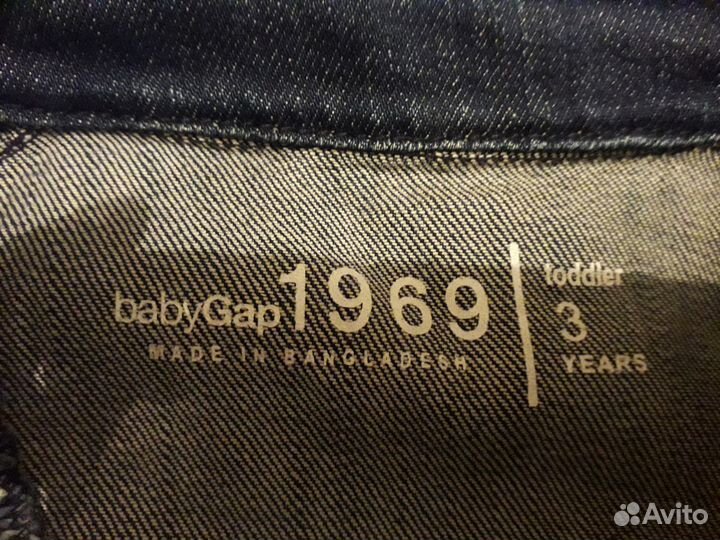 babyGap 1969
MADE IN BANGLADESH
toddler
3
YEARS
Avito